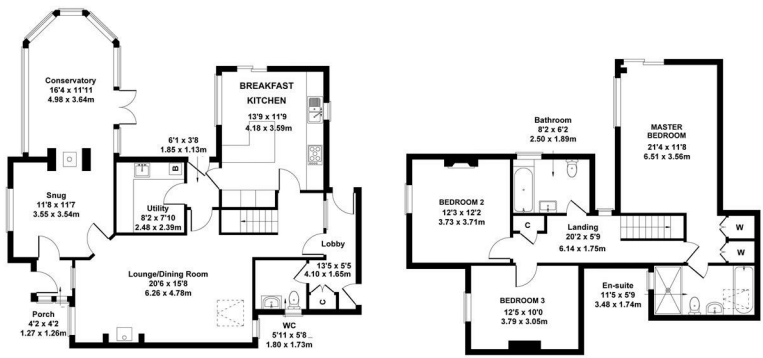 Conservatory
16'4 x 11'11
4.98 x 3.64m
BREAKFAST
KITCHEN
13'9 x 11'9
4.18 x 3.59m
6'1 x 3'8
1.85 x 1.13m
B
Snug
11'8 x 11'7
3.55 x 3.54m
Utility
8'2 x 7'10
2.48 x 2.39m
Lobby
13'5 x 5'5
4.10 x 1.65m
Lounge/Dining Room
20'6 x 15'8
6.26 x 4.78m
C
Porch
4'2 x 4'2
1.27 x 1.26m
WC
5'11 x 5'8
1.80 x 1.73m
Bathroom
8'2 x 6'2
2.50 x 1.89m
MASTER
BEDROOM
21'4 x 11'8
6.51 x 3.56m
BEDROOM 2
12'3 x 12'2
3.73 x 3.71m
C
Landing
20'2 x 5'9
6.14 x 1.75m
W
W
BEDROOM 3
12'5 x 10'0
3.79 x 3.05m
En-suite
11'5 x 5'9
3.48 x 1.74m